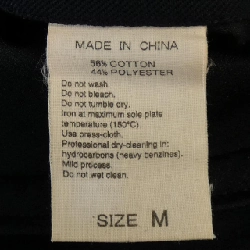 MADE IN CHINA
56% COTTON
44% POLYESTER
Do not wash.
Do not bleach.
Do not tumble dry.
Iron at maximum sole plate
temperature (150°C).
Use press-cloth.
Professional dry-cleaning in:
hydrocarbons (heavy benzines).
Mild process.
Do not wet clean.
SIZE M